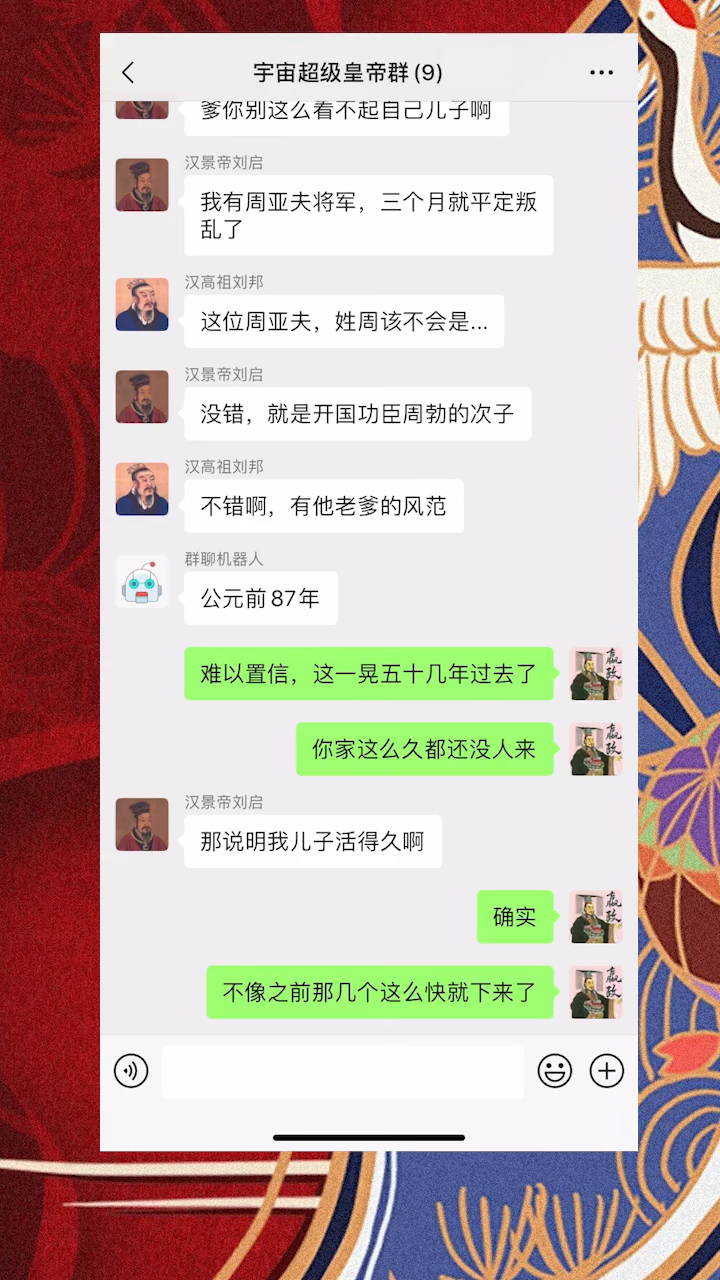 宇宙超级皇帝群(9)
爹你别这么看不起自己儿子啊
汉景帝刘启
我有周亚夫将军，三个月就平定叛
乱了
汉高祖刘邦
这位周亚夫，姓周该不会是...
汉景帝刘启
没错，就是开国功臣周勃的次子
汉高祖刘邦
不错啊，有他老爹的风范
群聊机器人
公元前87年
难以置信，这一晃五十几年过去了
嬴政
你家这么久都还没人来
嬴政
汉景帝刘启
那说明我儿子活得久啊
确实
嬴政
不像之前那几个这么快就下来了
嬴政